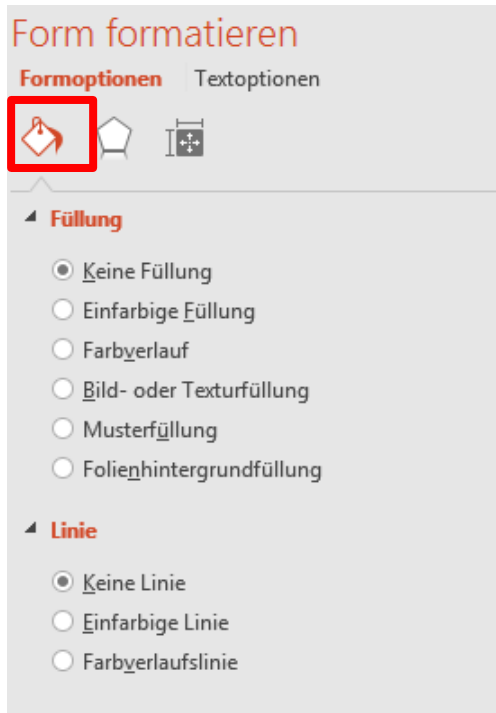 Form formatieren
Formoptionen Textoptionen
Füllung
Keine Füllung
Einfarbige Füllung
Farbverlauf
Bild- oder Texturfüllung
Musterfüllung
Folienhintergrundfüllung
Linie
Keine Linie
Einfarbige Linie
Farbverlaufslinie